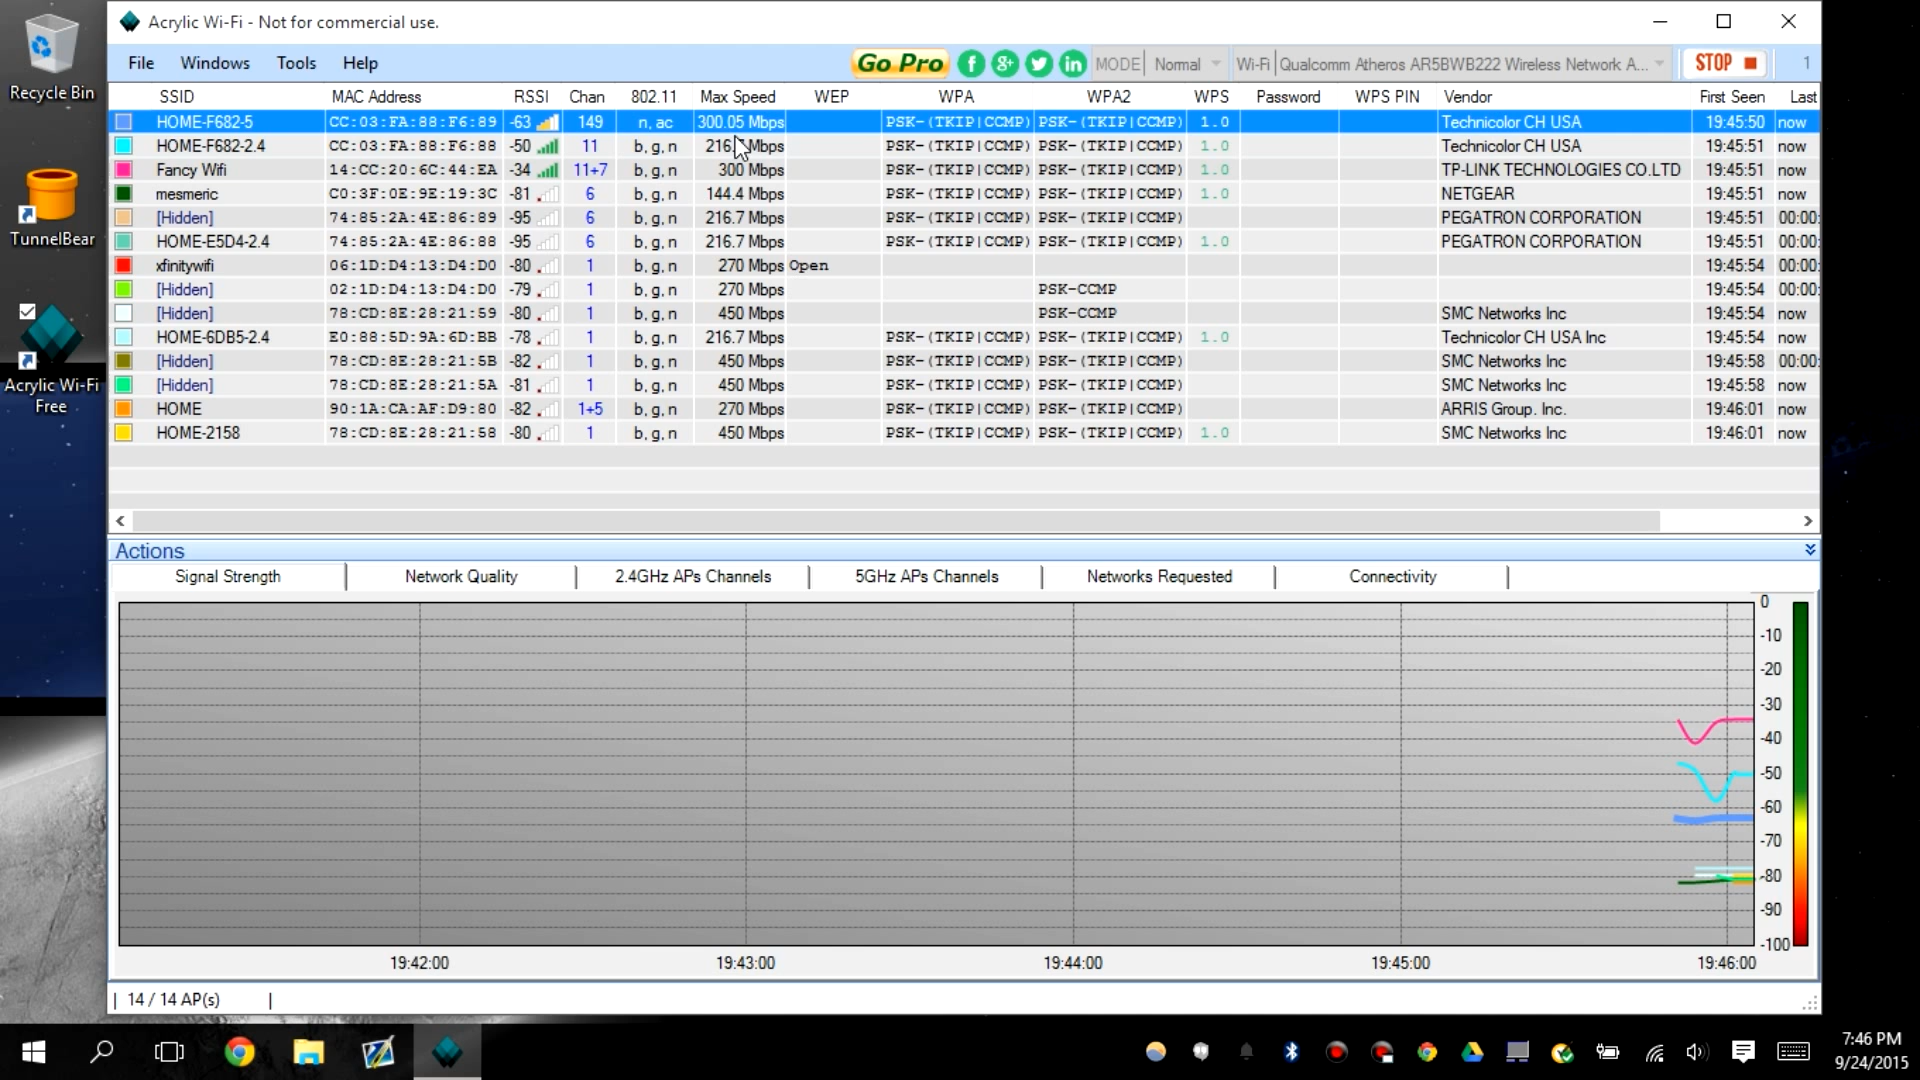 Acrylic Wi-Fi - Not for commercial use.
File Windows Tools Help Go Pro MODE Normal Wi-Fi Qualcomm Atheros AR5BWB222 Wireless Network A... STOP 1
SSID MAC Address RSSI Chan 802.11 Max Speed WEP WPA WPA2 WPS Password WPS PIN Vendor First Seen Last
HOME-F682-5 CC:03:FA:88:F6:89 -63 149 n, ac 300.05 Mbps PSK-(TKIP|CCMP) PSK-(TKIP|CCMP) 1.0 Technicolor CH USA 19:45:50 now
HOME-F682-2.4 CC:03:FA:88:F6:88 -50 11 b, g, n 216. Mbps PSK-(TKIP|CCMP) PSK-(TKIP|CCMP) 1.0 Technicolor CH USA 19:45:51 now
Fancy Wifi 14:CC:20:6C:44:EA -34 11+7 b, g, n 300 Mbps PSK-(TKIP|CCMP) PSK-(TKIP|CCMP) 1.0 TP-LINK TECHNOLOGIES CO.LTD 19:45:51 now
mesmeric C0:3F:0E:9E:19:3C -81 6 b, g, n 144.4 Mbps PSK-(TKIP|CCMP) PSK-(TKIP|CCMP) 1.0 NETGEAR 19:45:51 now
[Hidden] 74:85:2A:4E:86:89 -95 6 b, g, n 216.7 Mbps PSK-(TKIP|CCMP) PSK-(TKIP|CCMP) PEGATRON CORPORATION 19:45:51 00:00:
HOME-E5D4-2.4 74:85:2A:4E:86:88 -95 6 b, g, n 216.7 Mbps PSK-(TKIP|CCMP) PSK-(TKIP|CCMP) 1.0 PEGATRON CORPORATION 19:45:51 00:00:
xfinitywifi 06:1D:D4:13:D4:D0 -80 1 b, g, n 270 Mbps Open 19:45:54 00:00:
[Hidden] 02:1D:D4:13:D4:D0 -79 1 b, g, n 270 Mbps PSK-CCMP 19:45:54 00:00:
[Hidden] 78:CD:8E:28:21:59 -80 1 b, g, n 450 Mbps PSK-CCMP SMC Networks Inc 19:45:54 now
HOME-6DB5-2.4 E0:88:5D:9A:6D:BB -78 1 b, g, n 216.7 Mbps PSK-(TKIP|CCMP) PSK-(TKIP|CCMP) 1.0 Technicolor CH USA Inc 19:45:54 now
[Hidden] 78:CD:8E:28:21:5B -82 1 b, g, n 450 Mbps PSK-(TKIP|CCMP) PSK-(TKIP|CCMP) SMC Networks Inc 19:45:58 00:00:
[Hidden] 78:CD:8E:28:21:5A -81 1 b, g, n 450 Mbps PSK-(TKIP|CCMP) PSK-(TKIP|CCMP) SMC Networks Inc 19:45:58 now
HOME 90:1A:CA:AF:D9:80 -82 1+5 b, g, n 270 Mbps PSK-(TKIP|CCMP) PSK-(TKIP|CCMP) ARRIS Group. Inc. 19:46:01 now
HOME-2158 78:CD:8E:28:21:58 -80 1 b, g, n 450 Mbps PSK-(TKIP|CCMP) PSK-(TKIP|CCMP) 1.0 SMC Networks Inc 19:46:01 now
Actions
Signal Strength Network Quality 2.4GHz APs Channels 5GHz APs Channels Networks Requested Connectivity
0
-10
-20
-30
-40
-50
-60
-70
-80
-90
-100
19:42:00 19:43:00 19:44:00 19:45:00 19:46:00
14 / 14 AP(s)
Recycle Bin
TunnelBear
Acrylic Wi-Fi
Free
7:46 PM
9/24/2015